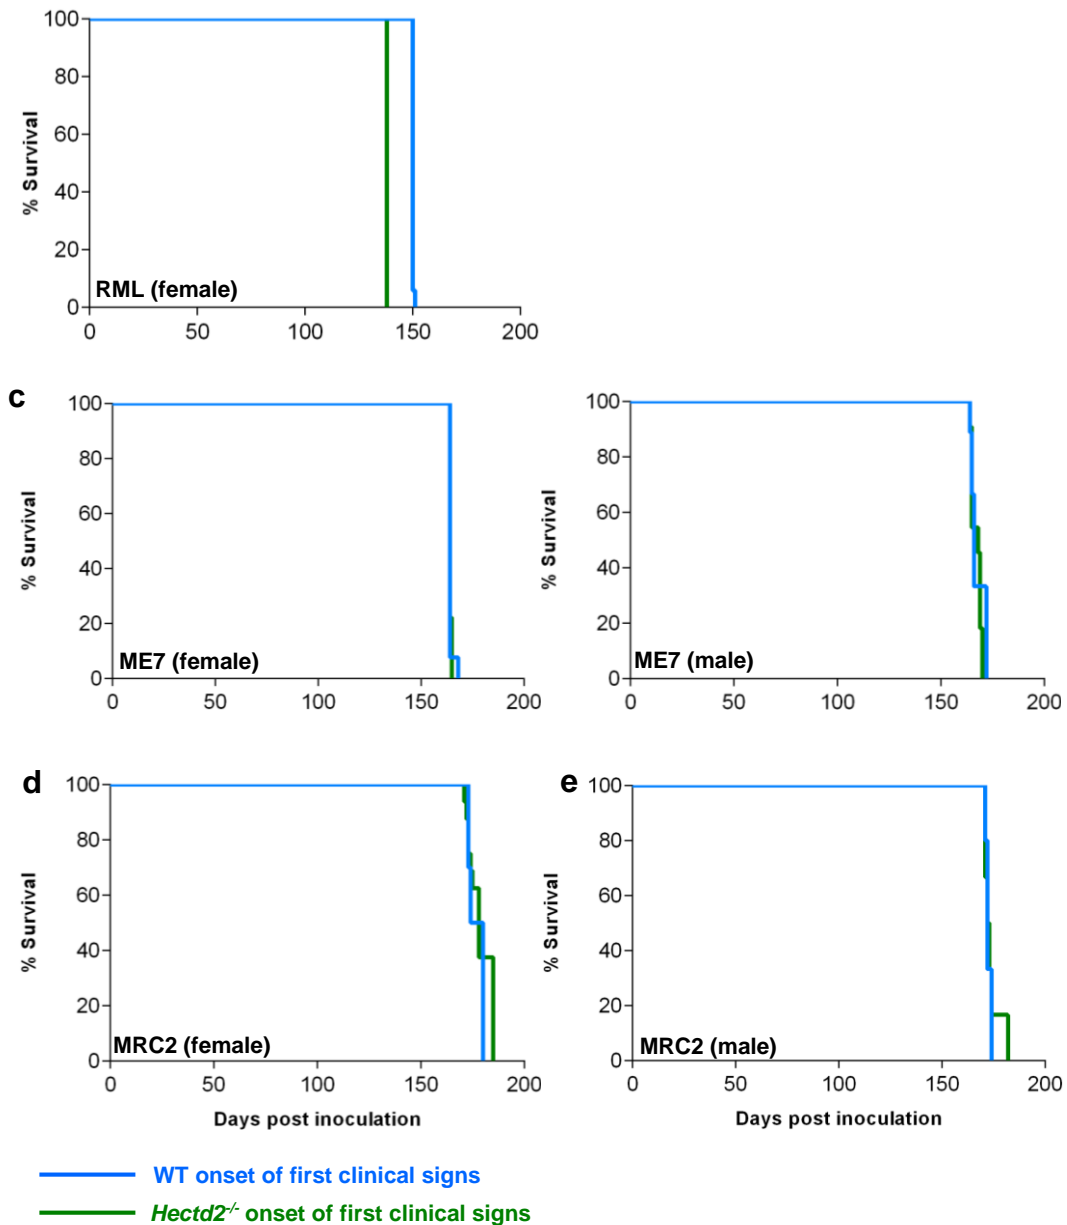 100
80
60
40
20
0
% Survival
RML (female)
0 50 100 150 200
c
100
80
60
40
20
0
% Survival
ME7 (female)
0 50 100 150 200
100
80
60
40
20
0
% Survival
ME7 (male)
0 50 100 150 200
d
100
80
60
40
20
0
% Survival
MRC2 (female)
0 50 100 150 200
Days post inoculation
e
100
80
60
40
20
0
% Survival
MRC2 (male)
0 50 100 150 200
Days post inoculation
WT onset of first clinical signs
Hectd2-/- onset of first clinical signs